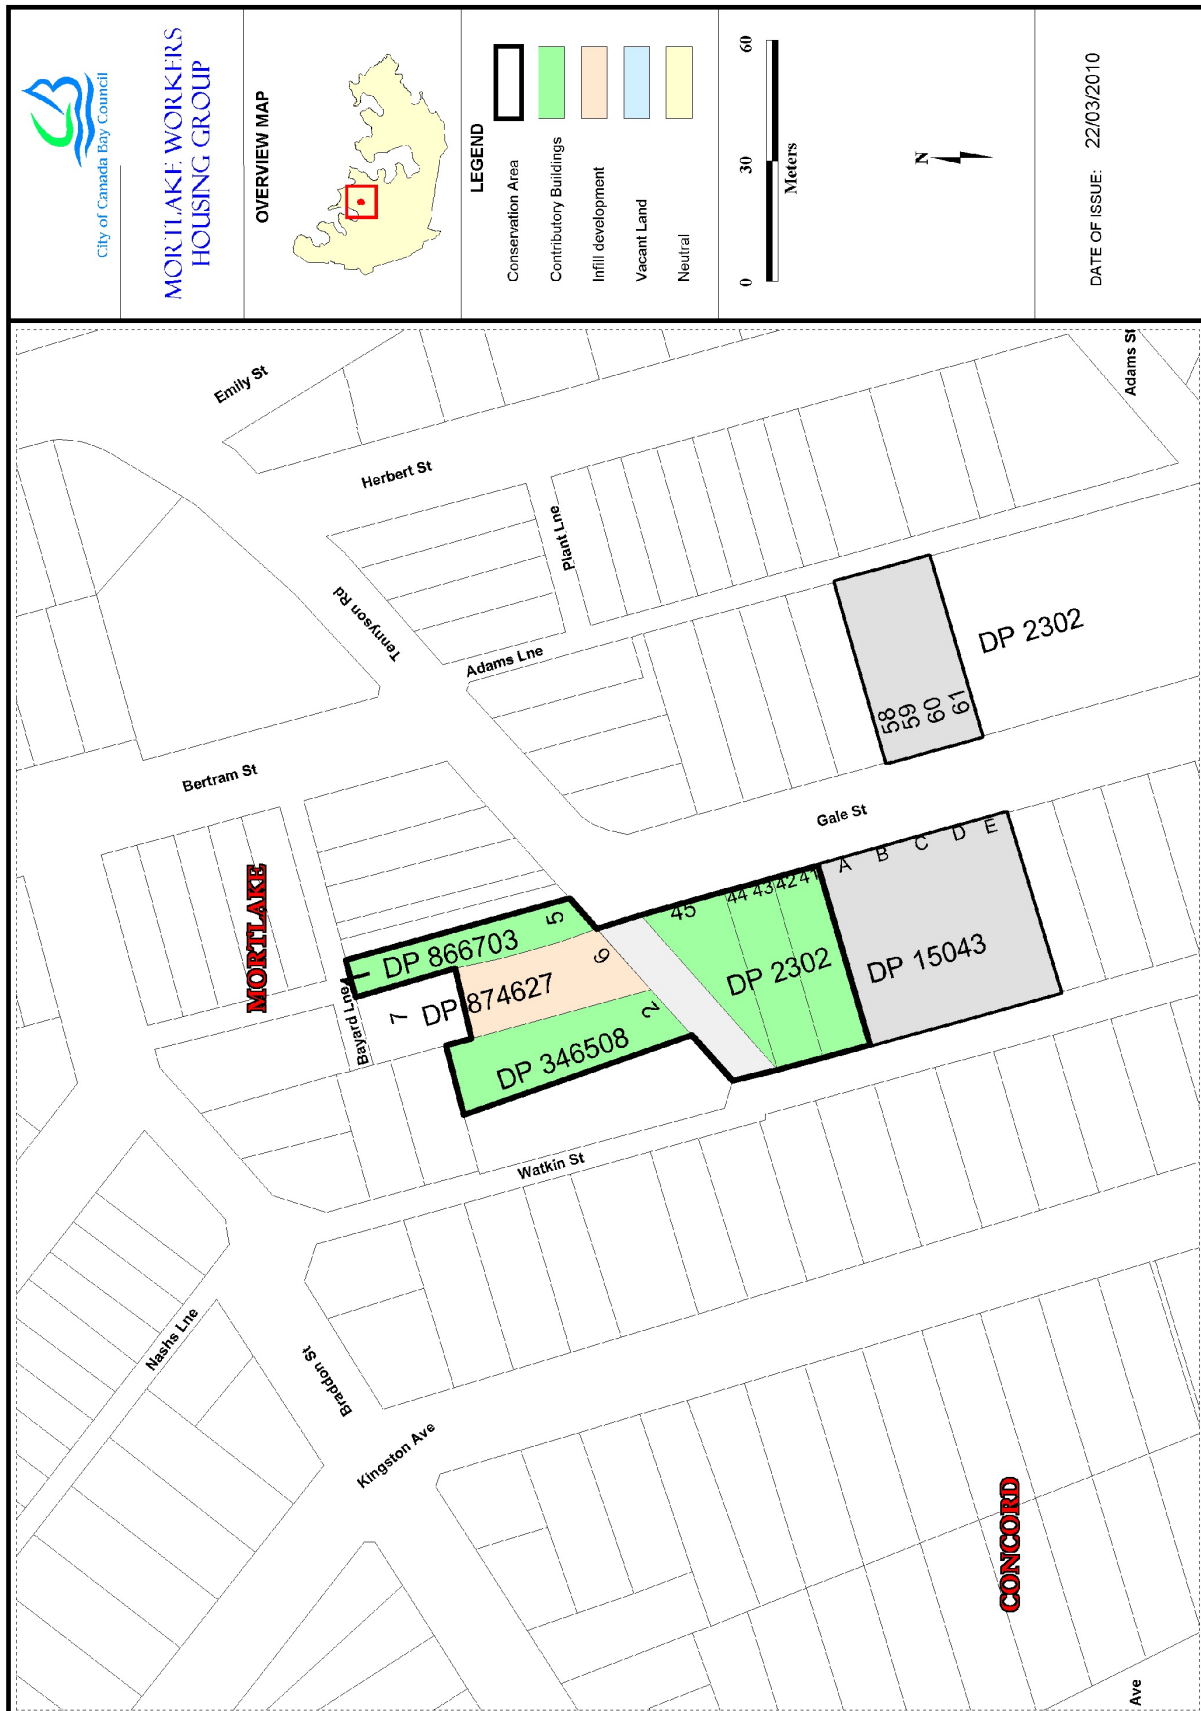 City of Canada Bay Council
MORTLAKE WORKERS
HOUSING GROUP
OVERVIEW MAP
LEGEND
Conservation Area
Contributory Buildings
Infill development
Vacant Land
Neutral
0 30 60
Meters
N
DATE OF ISSUE: 22/03/2010
Emily St
Herbert St
Adams St
Plant Lne
Tennyson Rd
Adams Lne
Bertram St
Gale St
MORTLAKE
Bayard Lne
Watkin St
Nashs Lne
Braddon St
Kingston Ave
CONCORD
Ave
DP 866703
5
1
DP 874627
6
7
DP 346508
2
DP 2302
45
44
43
42
41
DP 15043
A
B
C
D
E
DP 2302
58
59
60
61